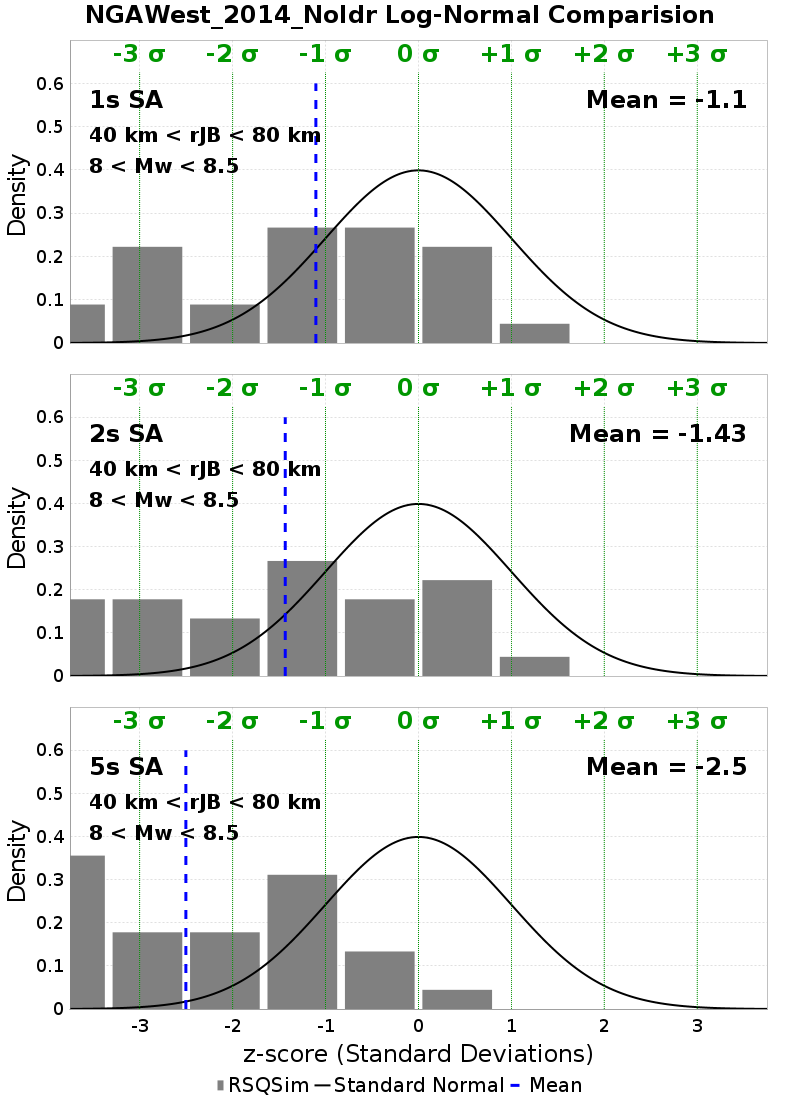 NGAWest_2014_NoIdr Log-Normal Comparision
-3 σ -2 σ -1 σ 0 σ +1 σ +2 σ +3 σ
1s SA
Mean = -1.1
40 km < rJB < 80 km
8 < Mw < 8.5
Density
0.6
0.5
0.4
0.3
0.2
0.1
0
-3 σ -2 σ -1 σ 0 σ +1 σ +2 σ +3 σ
2s SA
Mean = -1.43
40 km < rJB < 80 km
8 < Mw < 8.5
Density
0.6
0.5
0.4
0.3
0.2
0.1
0
-3 σ -2 σ -1 σ 0 σ +1 σ +2 σ +3 σ
5s SA
Mean = -2.5
40 km < rJB < 80 km
8 < Mw < 8.5
Density
0.6
0.5
0.4
0.3
0.2
0.1
0
-3 -2 -1 0 1 2 3
z-score (Standard Deviations)
RSQSim Standard Normal Mean